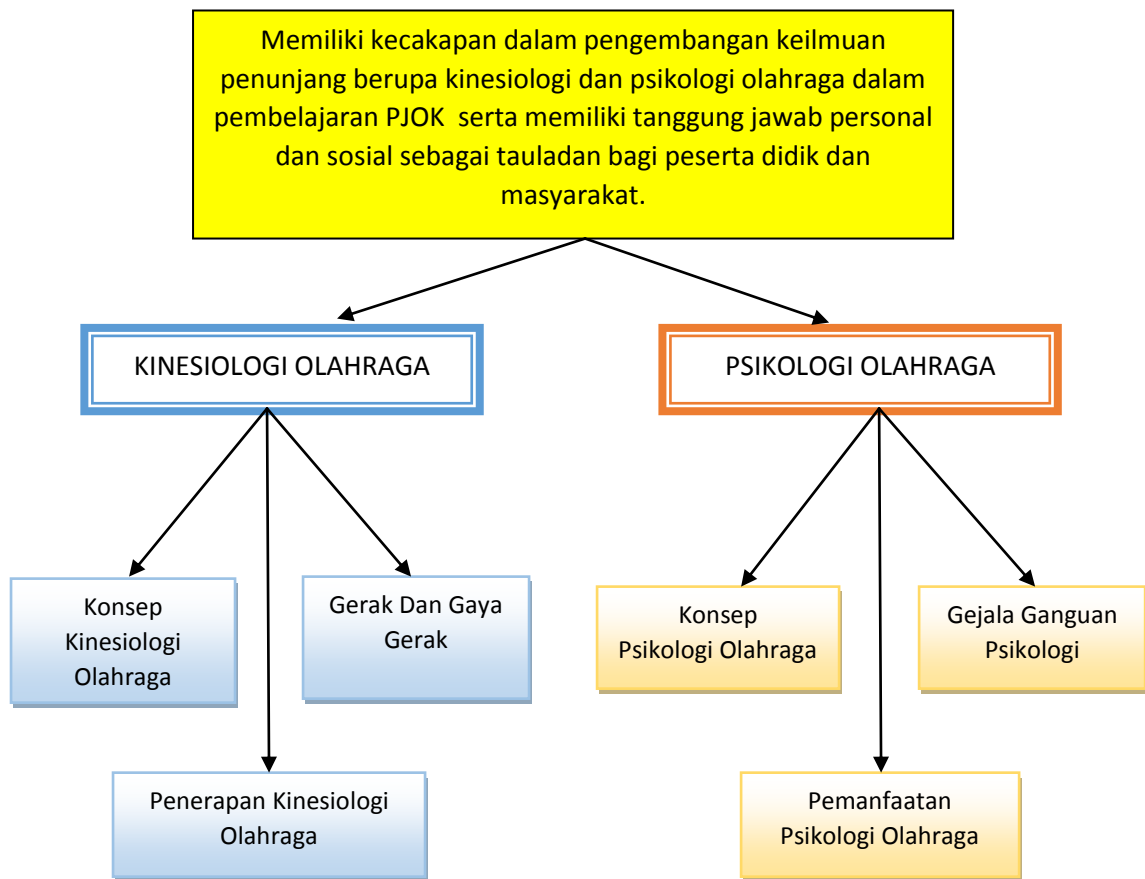 Memiliki kecakapan dalam pengembangan keilmuan
penunjang berupa kinesiologi dan psikologi olahraga dalam
pembelajaran PJOK serta memiliki tanggung jawab personal
dan sosial sebagai tauladan bagi peserta didik dan
masyarakat.
KINESIOLOGI OLAHRAGA
PSIKOLOGI OLAHRAGA
Konsep
Kinesiologi
Olahraga
Gerak Dan Gaya
Gerak
Konsep
Psikologi Olahraga
Gejala Ganguan
Psikologi
Penerapan Kinesiologi
Olahraga
Pemanfaatan
Psikologi Olahraga